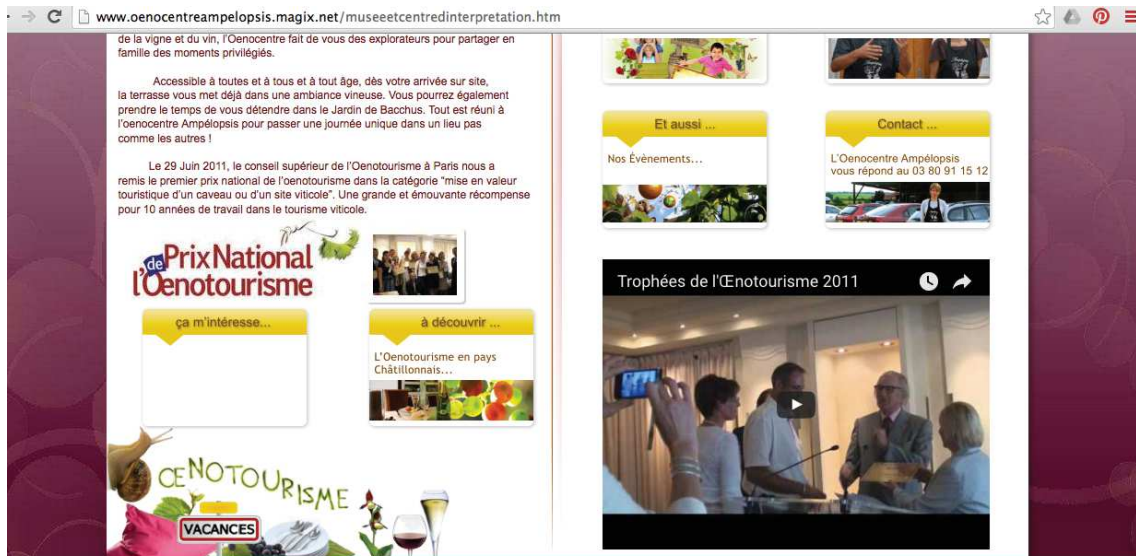 www.oenocentreampelopsis.magix.net/museeetcentredinterpretation.htm
de la vigne et du vin, l'Oenocentre fait de vous des explorateurs pour partager en
famille des moments privilégiés.
Accessible à toutes et à tous et à tout âge, dès votre arrivée sur site,
la terrasse vous met déjà dans une ambiance vineuse. Vous pourrez également
prendre le temps de vous détendre dans le Jardin de Bacchus. Tout est réuni à
l'oenocentre Ampélopsis pour passer une journée unique dans un lieu pas
comme les autres !
Le 29 Juin 2011, le conseil supérieur de l'Oenotourisme à Paris nous a
remis le premier prix national de l'oenotourisme dans la catégorie "mise en valeur
touristique d'un caveau ou d'un site viticole". Une grande et émouvante récompense
pour 10 années de travail dans le tourisme viticole.
Prix National
de
l'Oenotourisme
ça m'intéresse...
à découvrir ...
L'Oenotourisme en pays
Châtillonnais...
ŒNOTOURISME
VACANCES
Et aussi ...
Nos Évènements...
Contact ...
L'Oenocentre Ampélopsis
vous répond au 03 80 91 15 12
Trophées de l'Œnotourisme 2011